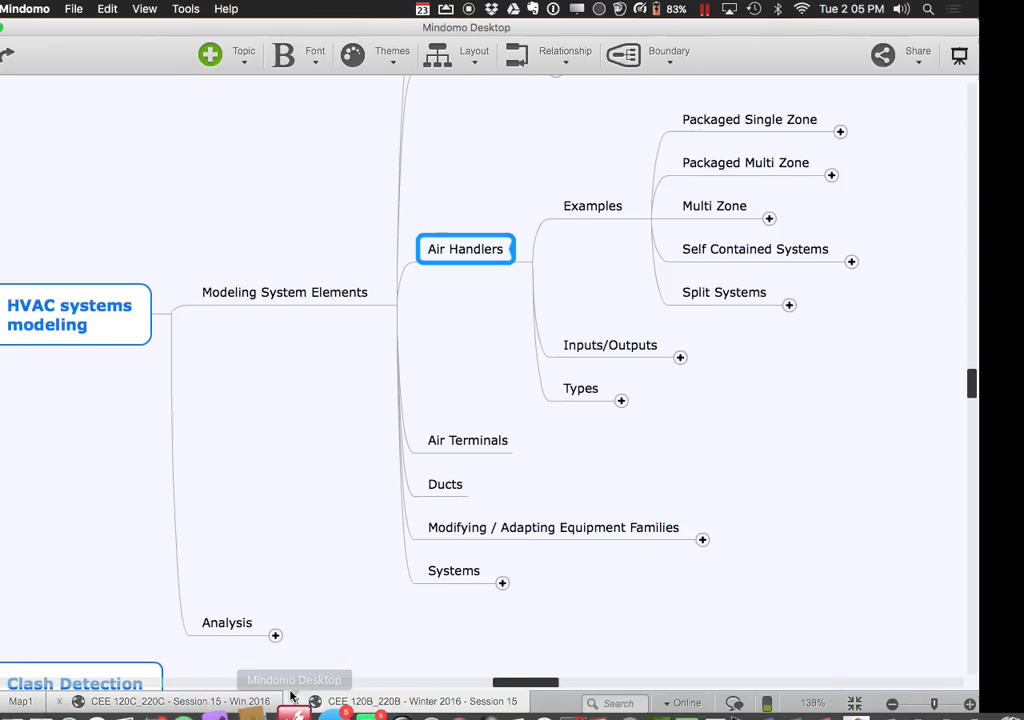 Mindomo File Edit View Tools Help 23 83% Tue 2 05 PM
Mindomo Desktop
Topic Font Themes Layout Relationship Boundary Share
Packaged Single Zone
Packaged Multi Zone
Examples Multi Zone
Air Handlers Self Contained Systems
Modeling System Elements Split Systems
HVAC systems
modeling
Inputs/Outputs
Types
Air Terminals
Ducts
Modifying / Adapting Equipment Families
Systems
Analysis
Clash Detection
Mindomo Desktop
Map1 x CEE 120C_220C - Session 15 - Win 2016 CEE 120B_220B - Winter 2016 - Session 15 Search Online 138%
5 6